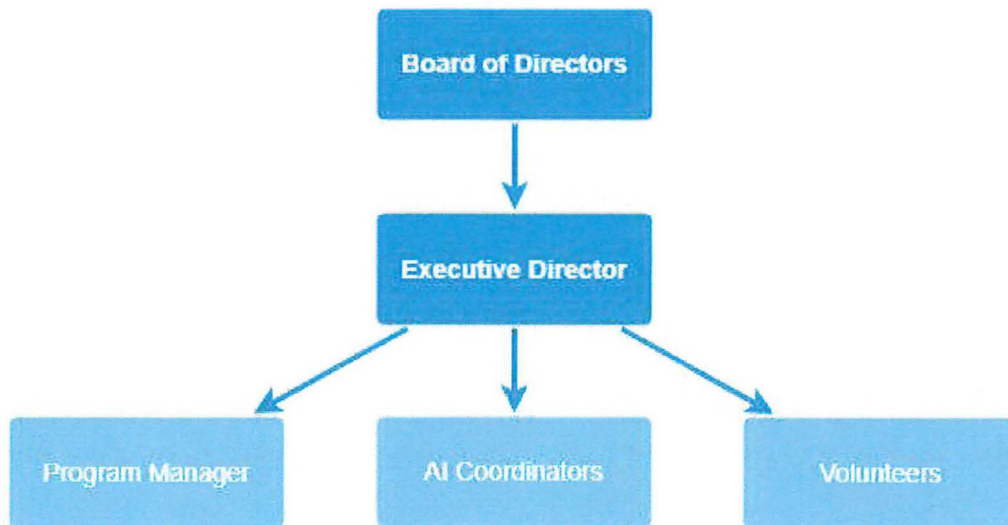 Board of Directors
Executive Director
Program Manager
AI Coordinators
Volunteers